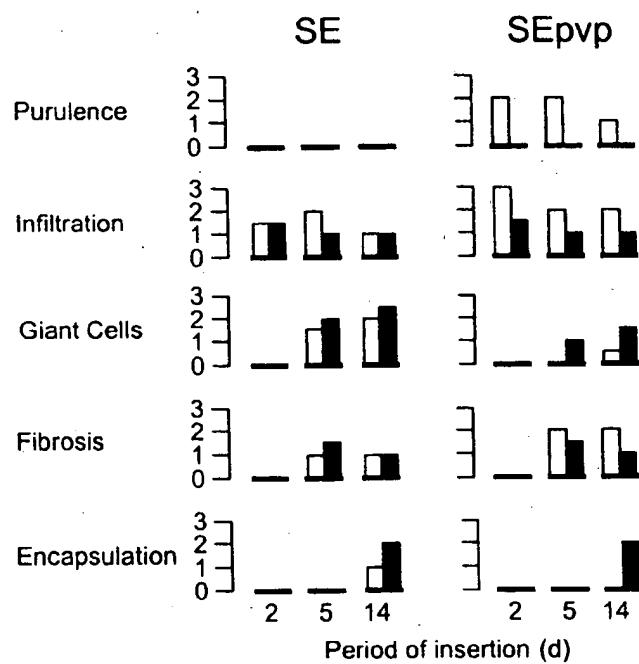 SE SEpvp
Purulence 3 2 1 0
Infiltration 3 2 1 0
Giant Cells 3 2 1 0
Fibrosis 3 2 1 0
Encapsulation 3 2 1 0
2 5 14 2 5 14
Period of insertion (d)